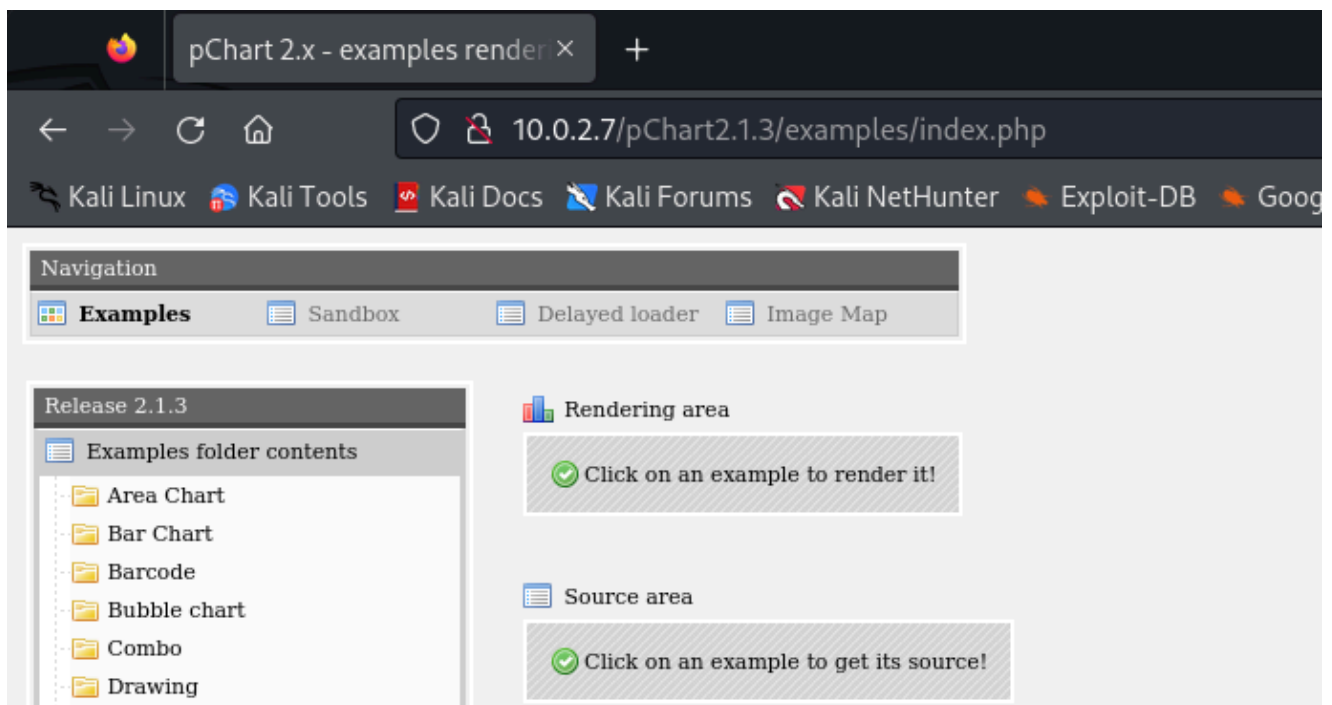 pChart 2.x - examples renderi
10.0.2.7/pChart2.1.3/examples/index.php
Kali Linux Kali Tools Kali Docs Kali Forums Kali NetHunter Exploit-DB Goog
Navigation
Examples Sandbox Delayed loader Image Map
Release 2.1.3
Examples folder contents
Area Chart
Bar Chart
Barcode
Bubble chart
Combo
Drawing
Rendering area
Click on an example to render it!
Source area
Click on an example to get its source!